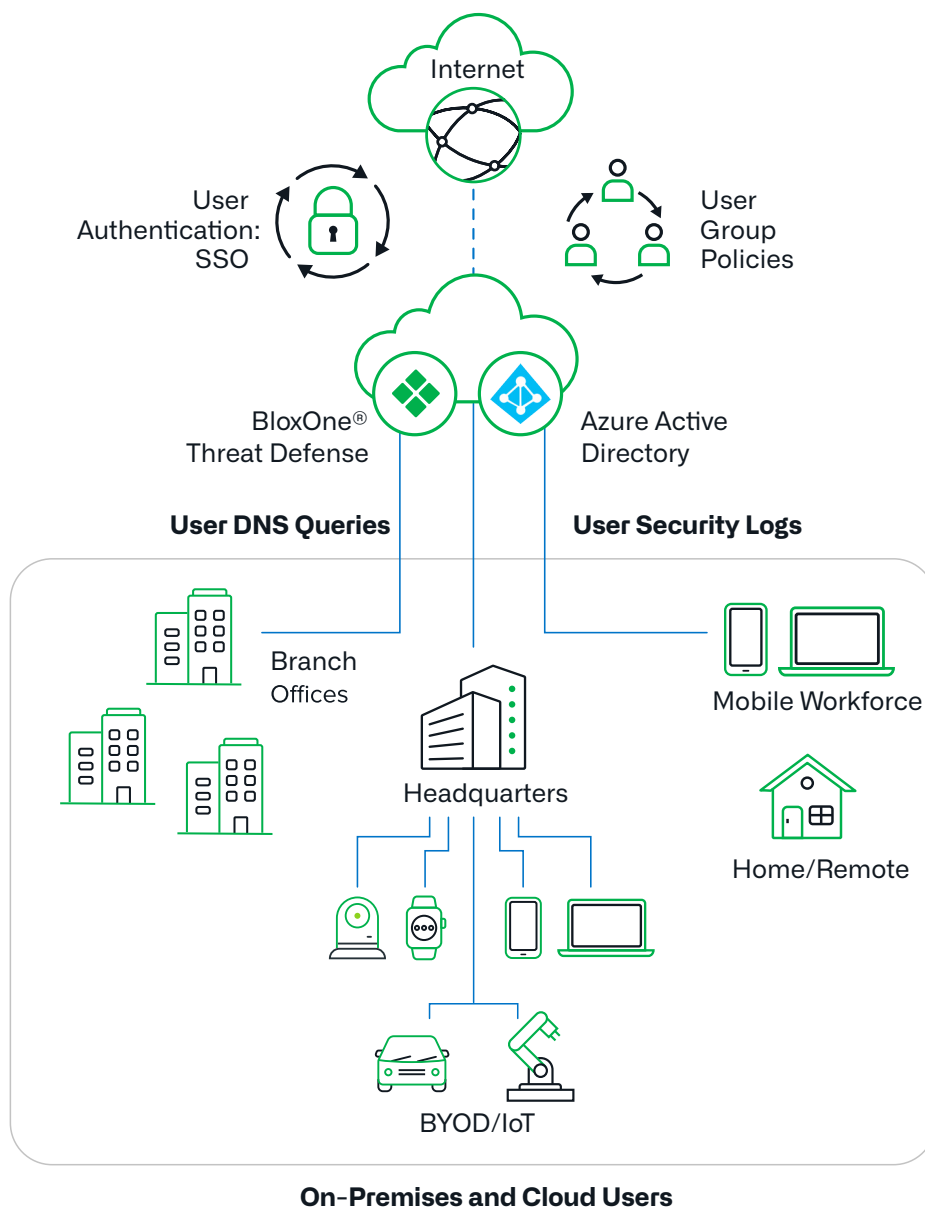 Internet
User
Authentication:
SSO
User
Group
Policies
BloxOne®
Threat Defense
Azure Active
Directory
User DNS Queries
User Security Logs
Branch
Offices
Mobile Workforce
Headquarters
Home/Remote
BYOD/IoT
On-Premises and Cloud Users